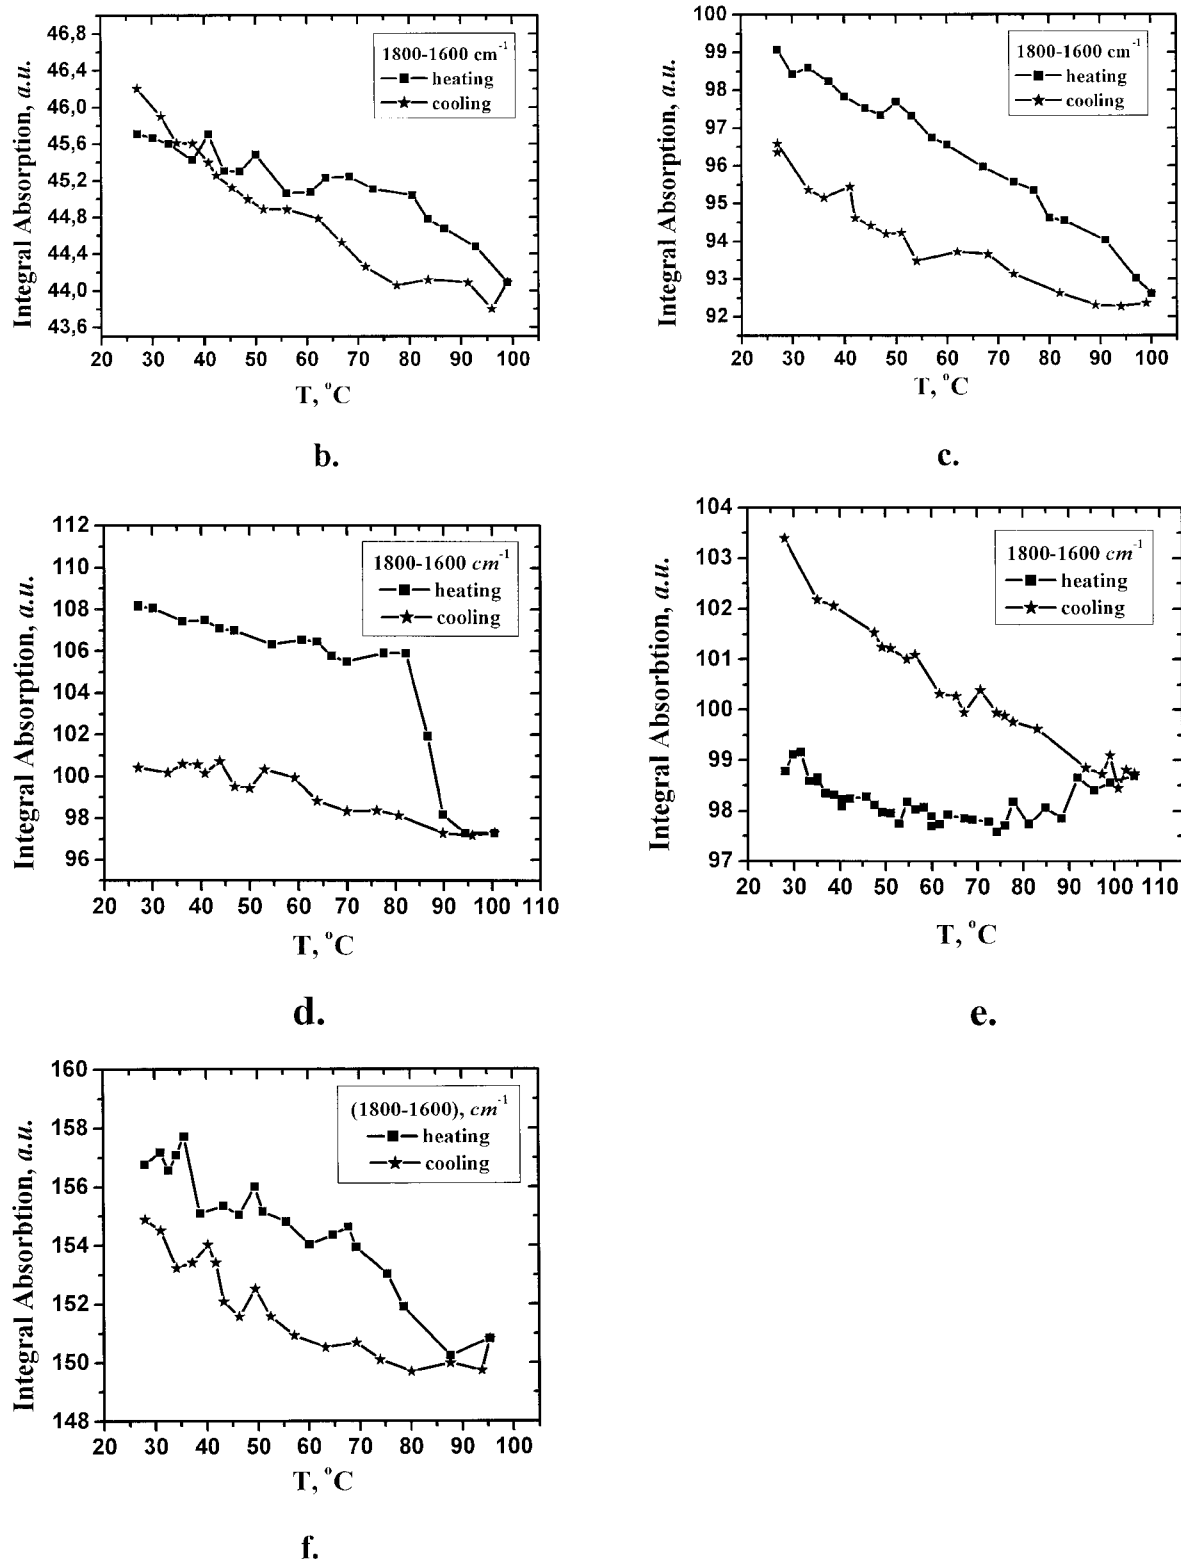 46,8
46,4
46,0
45,6
45,2
44,8
44,4
44,0
43,6
Integral Absorption, a.u.
1800-1600 cm-1
heating
cooling
20 30 40 50 60 70 80 90 100
T, °C
b.
100
99
98
97
96
95
94
93
92
Integral Absorption, a.u.
1800-1600 cm-1
heating
cooling
20 30 40 50 60 70 80 90 100
T, °C
c.
112
110
108
106
104
102
100
98
96
Integral Absorption, a.u.
1800-1600 cm-1
heating
cooling
20 30 40 50 60 70 80 90 100 110
T, °C
d.
104
103
102
101
100
99
98
97
Integral Absorbtion, a.u.
1800-1600 cm-1
heating
cooling
20 30 40 50 60 70 80 90 100 110
T, °C
e.
160
158
156
154
152
150
148
Integral Absorbtion, a.u.
(1800-1600), cm-1
heating
cooling
20 30 40 50 60 70 80 90 100
T, °C
f.